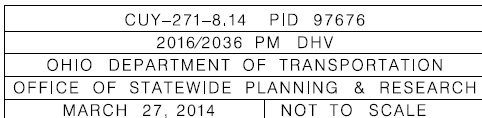 CUY-271-8.14 PID 97676
2016/2036 PM DHV
OHIO DEPARTMENT OF TRANSPORTATION
OFFICE OF STATEWIDE PLANNING & RESEARCH
MARCH 27, 2014 NOT TO SCALE